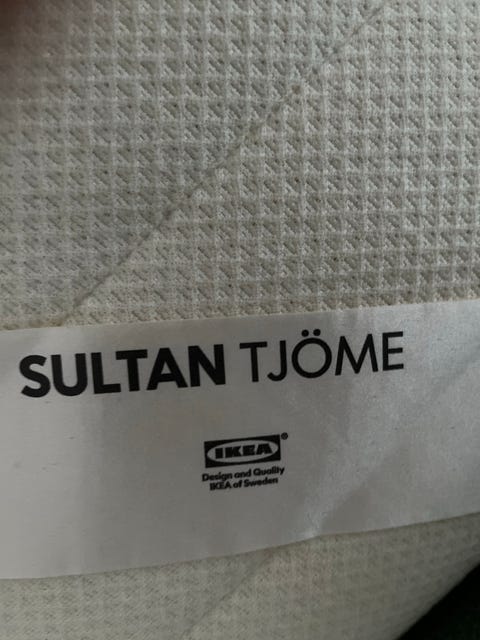 SULTAN TJÖME
IKEA®
Design and Quality
IKEA of Sweden